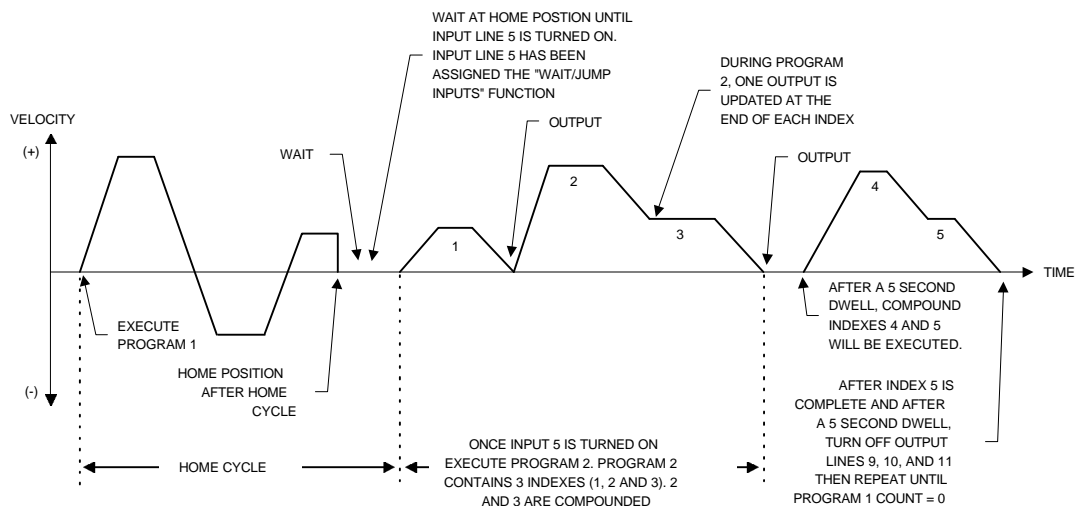 WAIT AT HOME POSTION UNTIL
INPUT LINE 5 IS TURNED ON.
INPUT LINE 5 HAS BEEN
ASSIGNED THE "WAIT/JUMP
INPUTS" FUNCTION
DURING PROGRAM
2, ONE OUTPUT IS
UPDATED AT THE
END OF EACH INDEX
VELOCITY
(+)
WAIT
OUTPUT
OUTPUT
1
2
3
4
5
TIME
EXECUTE
PROGRAM 1
AFTER A 5 SECOND
DWELL, COMPOUND
INDEXES 4 AND 5
WILL BE EXECUTED.
(-)
HOME POSITION
AFTER HOME
CYCLE
AFTER INDEX 5 IS
COMPLETE AND AFTER
A 5 SECOND DWELL,
TURN OFF OUTPUT
LINES 9, 10, AND 11
THEN REPEAT UNTIL
PROGRAM 1 COUNT = 0
HOME CYCLE
ONCE INPUT 5 IS TURNED ON
EXECUTE PROGRAM 2. PROGRAM 2
CONTAINS 3 INDEXES (1, 2 AND 3). 2
AND 3 ARE COMPOUNDED